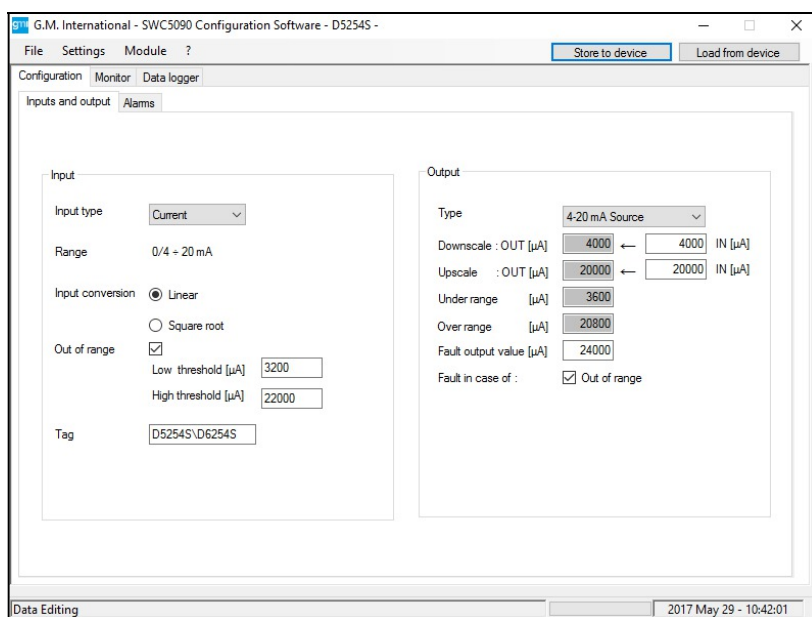 gmi G.M. International - SWC5090 Configuration Software - D5254S -
File Settings Module ? Store to device Load from device
Configuration Monitor Data logger
Inputs and output Alarms
Input
Input type Current
Range 0/4 ÷ 20 mA
Input conversion Linear
Square root
Out of range
Low threshold [µA] 3200
High threshold [µA] 22000
Tag D5254S\D6254S
Output
Type 4-20 mA Source
Downscale : OUT [µA] 4000 ← 4000 IN [µA]
Upscale : OUT [µA] 20000 ← 20000 IN [µA]
Under range [µA] 3600
Over range [µA] 20800
Fault output value [µA] 24000
Fault in case of : Out of range
Data Editing 2017 May 29 - 10:42:01